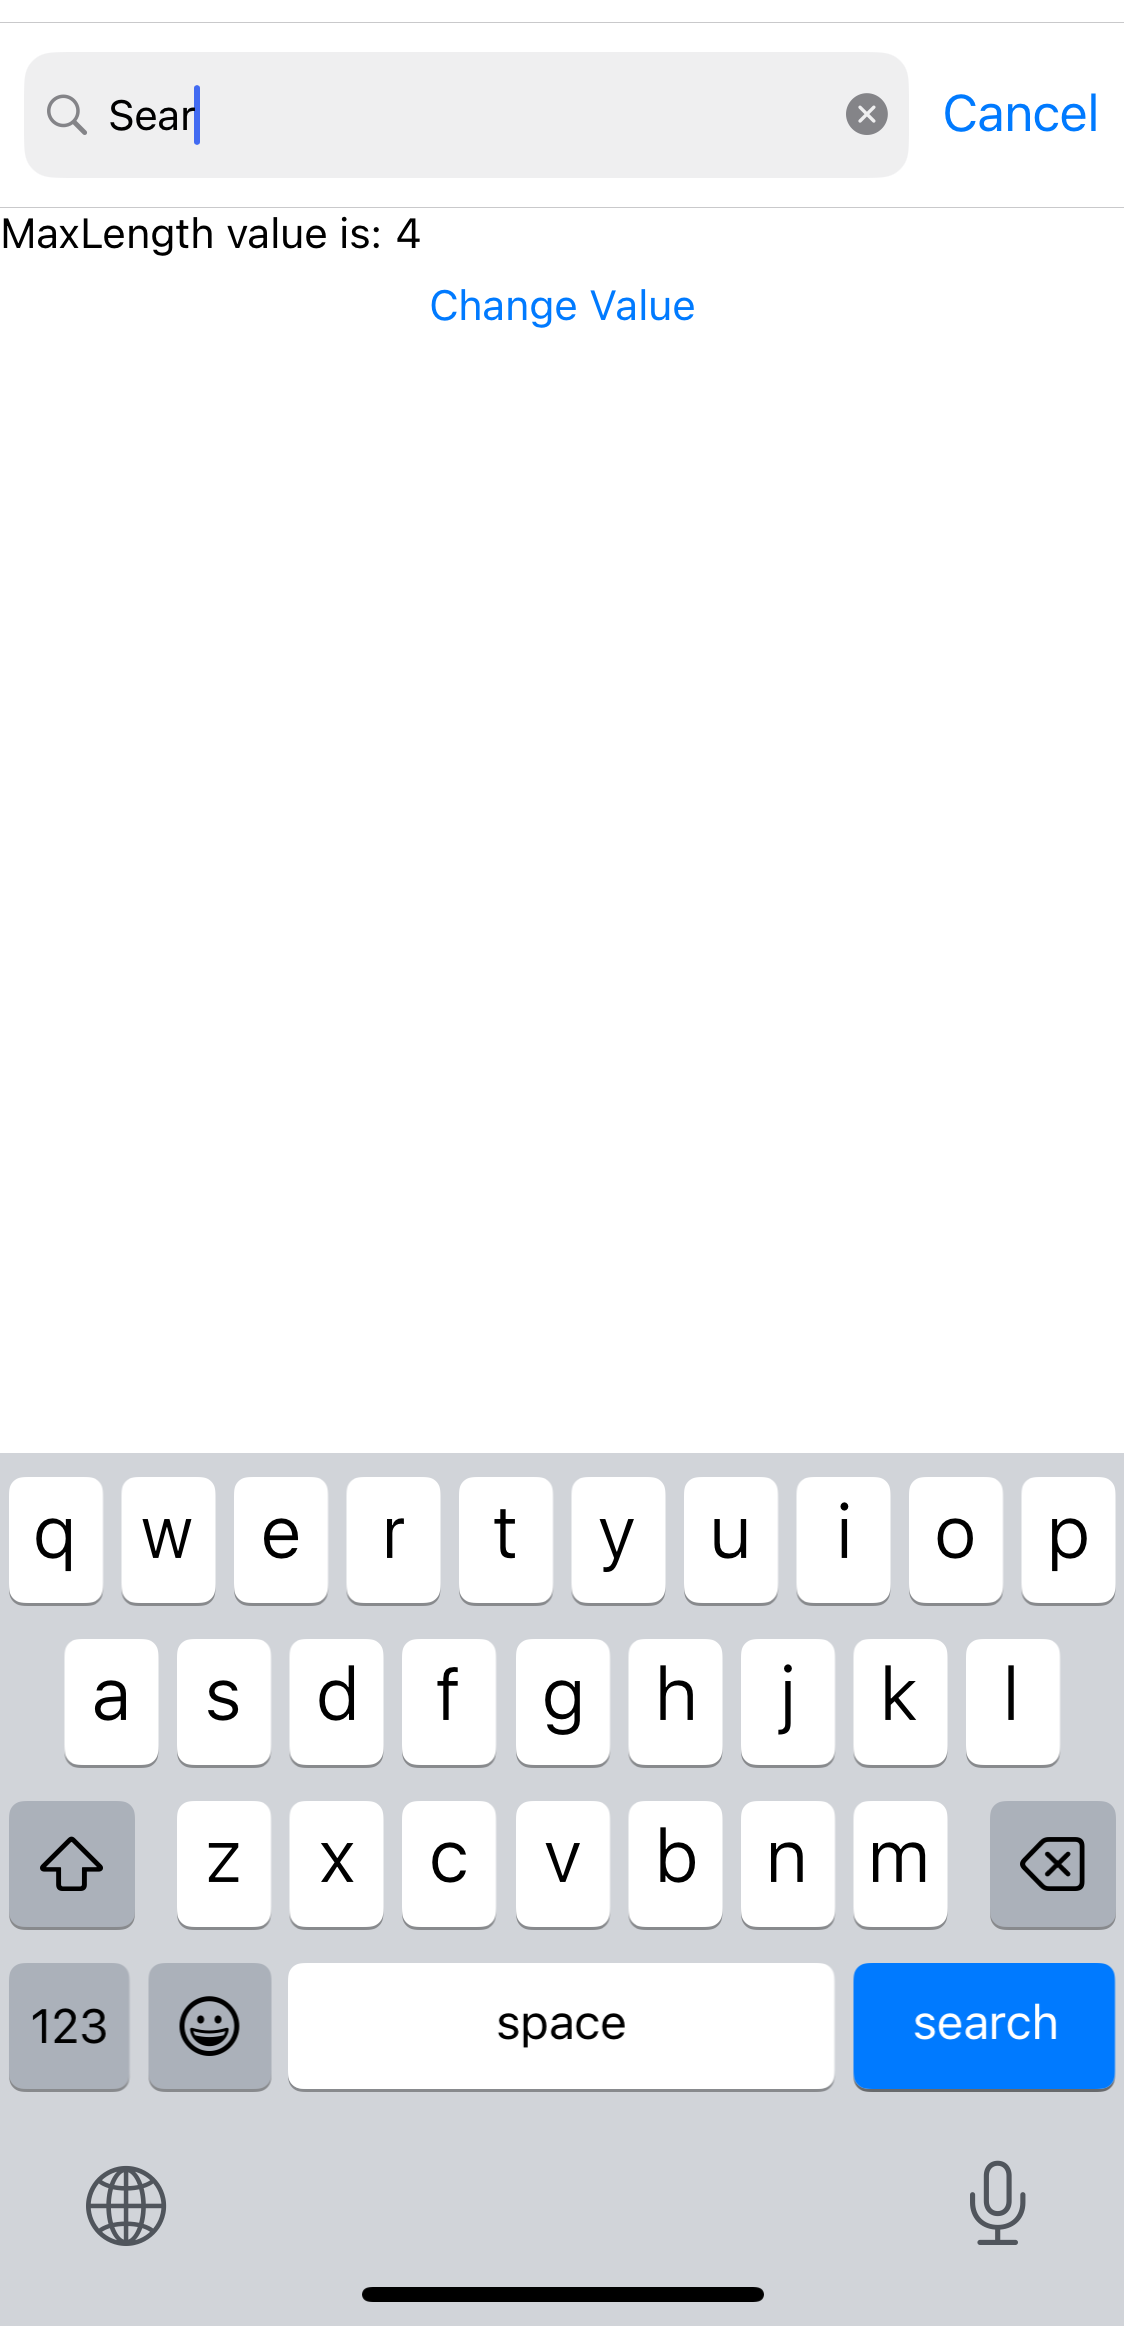 Sear Cancel
MaxLength value is: 4
Change Value
q w e r t y u i o p
a s d f g h j k l
z x c v b n m
123 space search